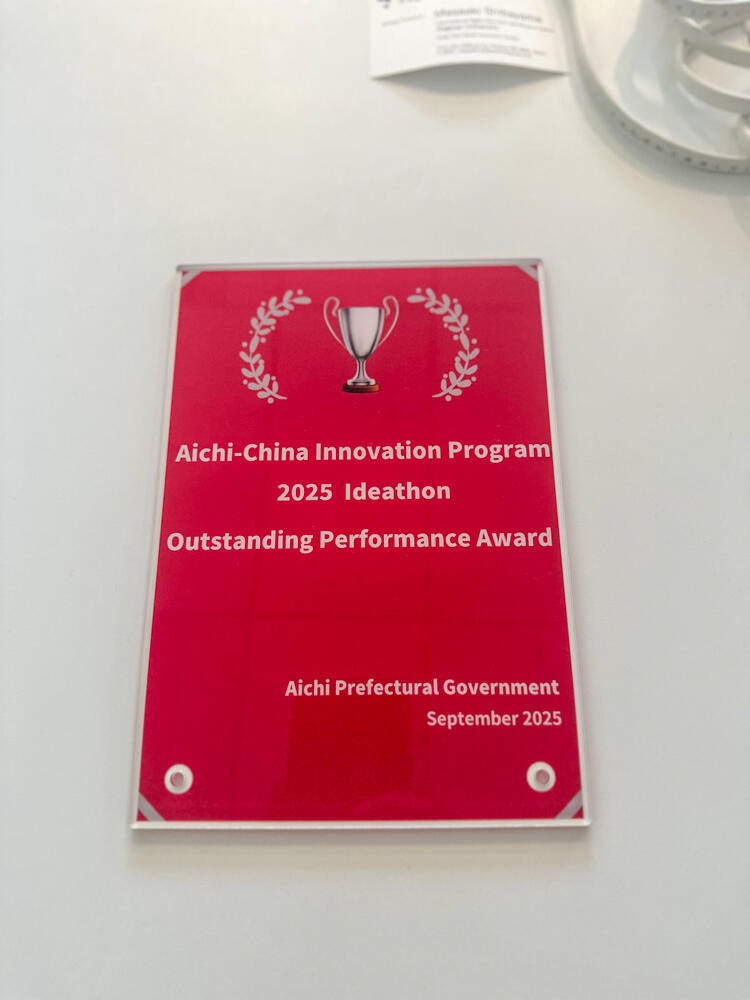 Aichi-China Innovation Program
2025 Ideathon
Outstanding Performance Award
Aichi Prefectural Government
September 2025